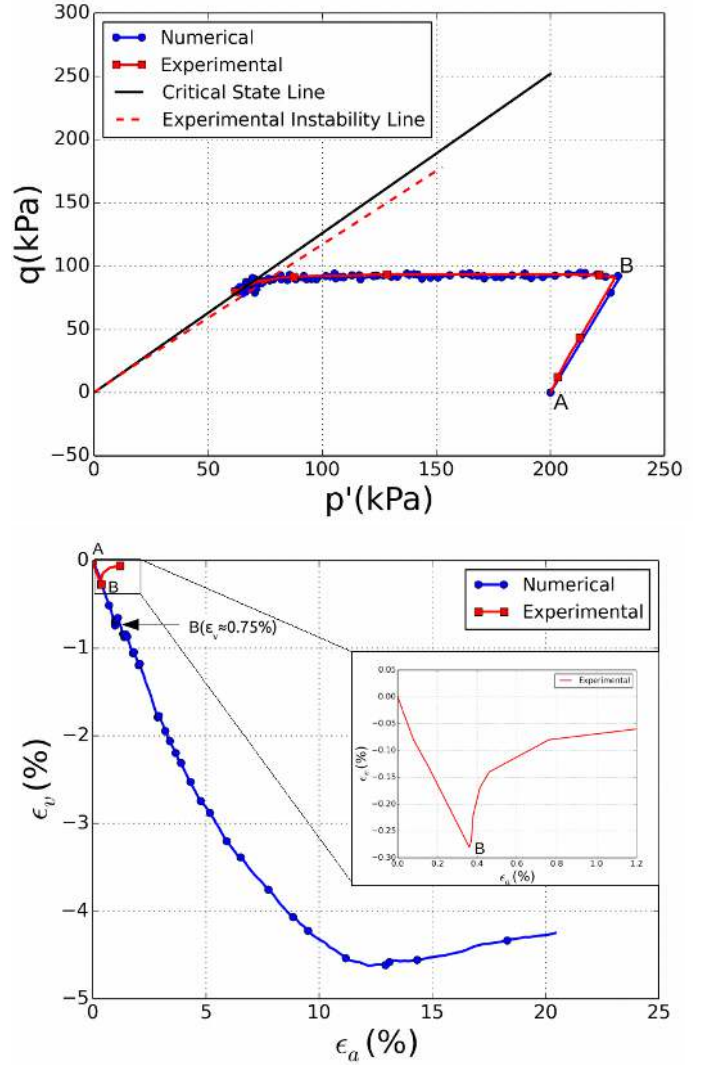 300
250
200
150
100
50
0
−50
q(kPa)
Numerical
Experimental
Critical State Line
Experimental Instability Line
B
A
0 50 100 150 200 250
p'(kPa)
0
−1
−2
−3
−4
−5
ϵv(%)
A
B
B(ϵv≈0.75%)
Numerical
Experimental
0.05
0.00
−0.05
−0.10
−0.15
−0.20
−0.25
−0.30
ϵv(%)
Experimental
B
0.0 0.2 0.4 0.6 0.8 1.0 1.2
ϵa(%)
0 5 10 15 20 25
ϵa(%)